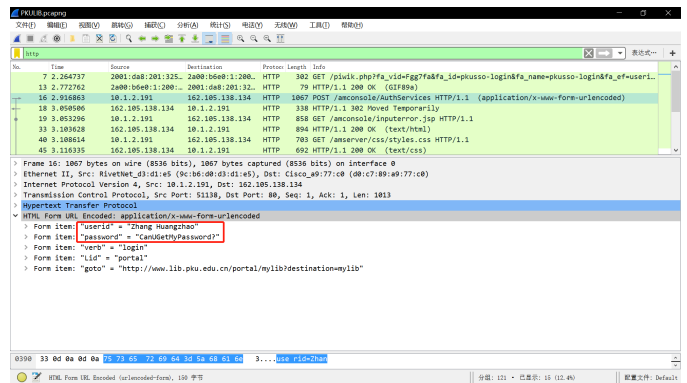 PKULIB.pcapng
文件(F) 编辑(E) 视图(V) 跳转(G) 捕获(C) 分析(A) 统计(S) 电话(Y) 无线(W) 工具(T) 帮助(H)
http 表达式…
No. Time Source Destination Protocol Length Info
7 2.264737 2001:da8:201:325… 2a00:b6e0:1:200… HTTP 302 GET /piwik.php?fa_vid=Fgg7fa&fa_id=pkusso-login&fa_name=pkusso-login&fa_ef=useri…
13 2.772762 2a00:b6e0:1:200:… 2001:da8:201:32… HTTP 79 HTTP/1.1 200 OK (GIF89a)
16 2.916863 10.1.2.191 162.105.138.134 HTTP 1067 POST /amconsole/AuthServices HTTP/1.1 (application/x-www-form-urlencoded)
18 3.050506 162.105.138.134 10.1.2.191 HTTP 338 HTTP/1.1 302 Moved Temporarily
19 3.053296 10.1.2.191 162.105.138.134 HTTP 858 GET /amconsole/inputerror.jsp HTTP/1.1
33 3.103628 162.105.138.134 10.1.2.191 HTTP 894 HTTP/1.1 200 OK (text/html)
40 3.108614 10.1.2.191 162.105.138.134 HTTP 703 GET /amserver/css/styles.css HTTP/1.1
45 3.116335 162.105.138.134 10.1.2.191 HTTP 692 HTTP/1.1 200 OK (text/css)
Frame 16: 1067 bytes on wire (8536 bits), 1067 bytes captured (8536 bits) on interface 0
Ethernet II, Src: RivetNet_d3:d1:e5 (9c:b6:d0:d3:d1:e5), Dst: Cisco_a9:77:c0 (d0:c7:89:a9:77:c0)
Internet Protocol Version 4, Src: 10.1.2.191, Dst: 162.105.138.134
Transmission Control Protocol, Src Port: 51138, Dst Port: 80, Seq: 1, Ack: 1, Len: 1013
Hypertext Transfer Protocol
HTML Form URL Encoded: application/x-www-form-urlencoded
Form item: "userid" = "Zhang Huangzhao"
Form item: "password" = "CanUGetMyPassword?"
Form item: "verb" = "login"
Form item: "Lid" = "portal"
Form item: "goto" = "http://www.lib.pku.edu.cn/portal/mylib?destination=mylib"
0390 33 0d 0a 0d 0a 75 73 65 72 69 64 3d 5a 68 61 6e 3....use rid=Zhan
HTML Form URL Encoded (urlencoded-form), 150 字节 分组: 121 · 已显示: 15 (12.4%) 配置文件: Default